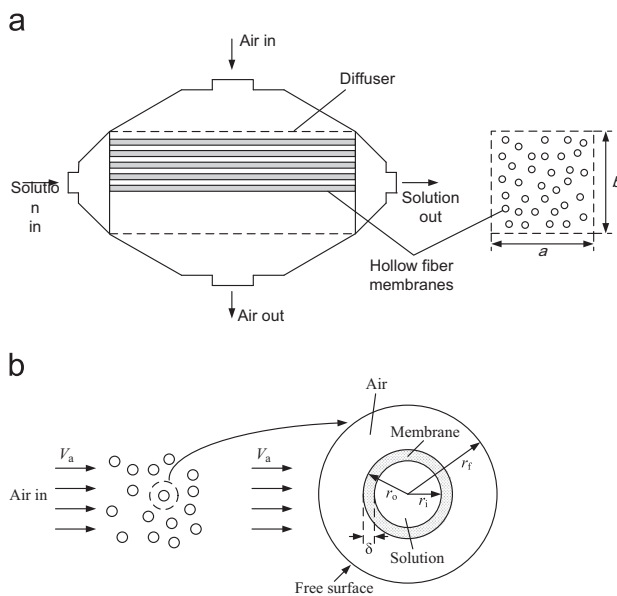 a
Air in
Diffuser
Solutio
n
in
Solution
out
Hollow fiber
membranes
a
Air out
b
Air
Membrane
Va
Va
rf
Air in
ro
ri
δ
Solution
Free surface